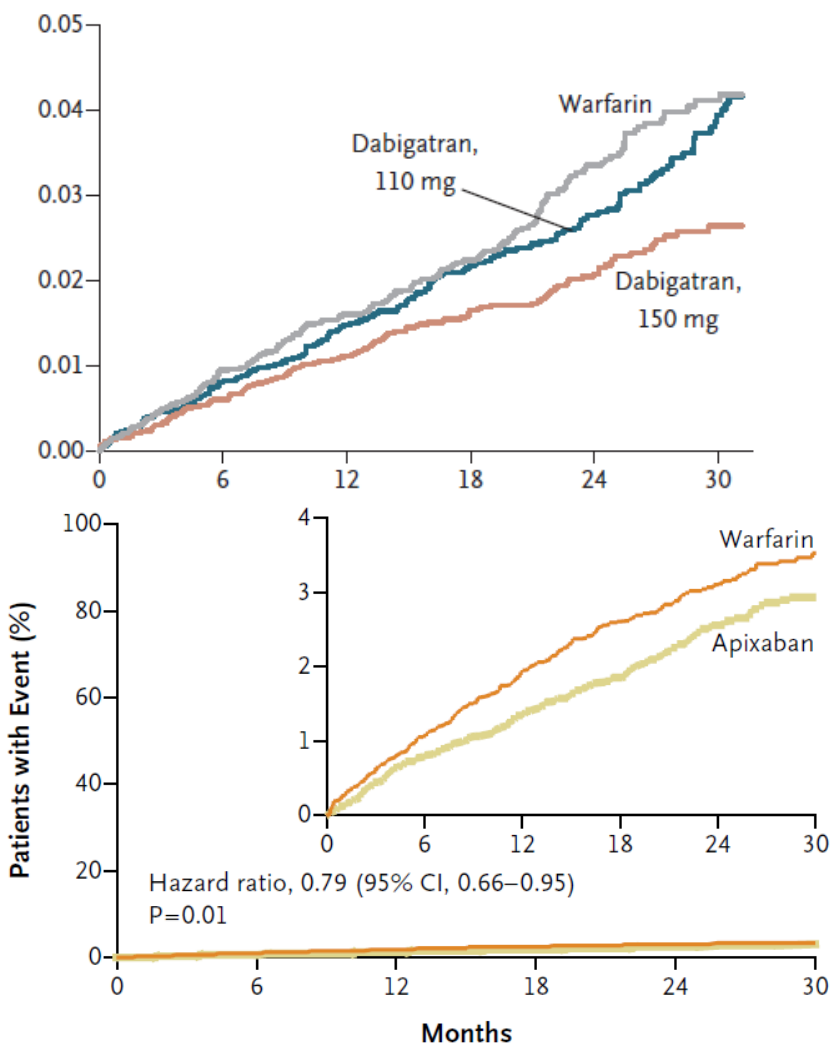 0.05
0.04
0.03
0.02
0.01
0.00
Warfarin
Dabigatran,
110 mg
Dabigatran,
150 mg
0 6 12 18 24 30
Patients with Event (%)
100
80
60
40
20
0
4
3
2
1
0
Warfarin
Apixaban
0 6 12 18 24 30
Hazard ratio, 0.79 (95% CI, 0.66–0.95)
P=0.01
0 6 12 18 24 30
Months